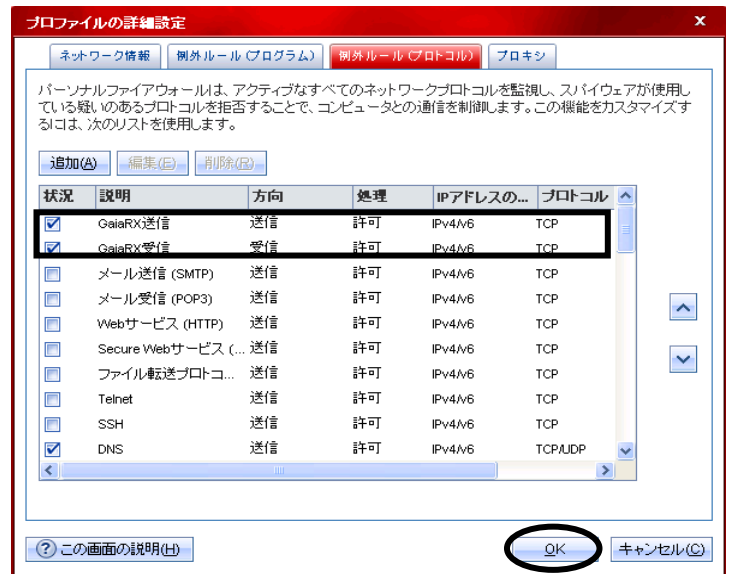 プロファイルの詳細設定 x
ネットワーク情報 例外ルール (プログラム) 例外ルール (プロトコル) プロキシ
パーソナルファイアウォールは、アクティブなすべてのネットワークプロトコルを監視し、スパイウェアが使用し
ている疑いのあるプロトコルを拒否することで、コンピュータとの通信を制御します。この機能をカスタマイズす
るには、次のリストを使用します。
追加(A) 編集(E) 削除(R)
状況 説明 方向 処理 IPアドレスの... プロトコル
GaiaRX送信 送信 許可 IPv4/v6 TCP
GaiaRX受信 受信 許可 IPv4/v6 TCP
メール送信 (SMTP) 送信 許可 IPv4/v6 TCP
メール受信 (POP3) 送信 許可 IPv4/v6 TCP
Webサービス (HTTP) 送信 許可 IPv4/v6 TCP
Secure Webサービス (... 送信 許可 IPv4/v6 TCP
ファイル転送プロトコ... 送信 許可 IPv4/v6 TCP
Telnet 送信 許可 IPv4/v6 TCP
SSH 送信 許可 IPv4/v6 TCP
DNS 送信 許可 IPv4/v6 TCP/UDP
? この画面の説明(H) OK キャンセル(C)